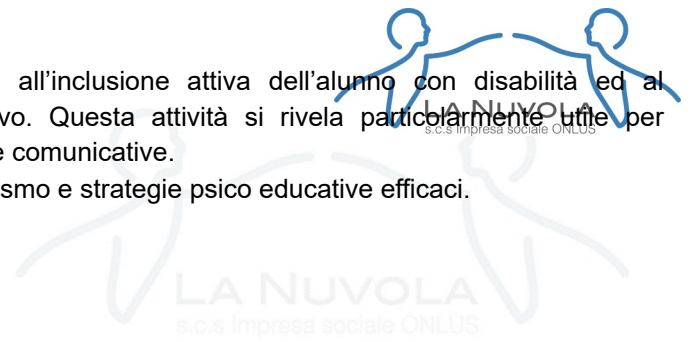 all’inclusione attiva dell’alunno con disabilità ed al
vo. Questa attività si rivela particolarmente utile per
LA NUVOLA
s.c.s Impresa sociale ONLUS
e comunicative.
smo e strategie psico educative efficaci.
LA NUVOLA
s.c.s Impresa sociale ONLUS